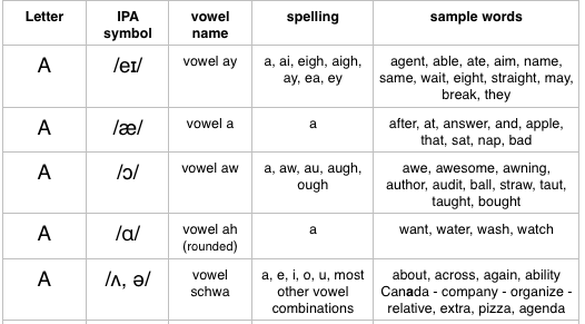 Letter IPA symbol vowel name spelling sample words
A /eɪ/ vowel ay a, ai, eigh, aigh, agent, able, ate, aim, name,
ay, ea, ey same, wait, eight, straight, may,
break, they
A /æ/ vowel a a after, at, answer, and, apple,
that, sat, nap, bad
A /ɔ/ vowel aw a, aw, au, augh, awe, awesome, awning,
ough author, audit, ball, straw, taut,
taught, bought
A /ɑ/ vowel ah a want, water, wash, watch
(rounded)
A /ʌ, ə/ vowel a, e, i, o, u, most about, across, again, ability
schwa other vowel Canada - company - organize -
combinations relative, extra, pizza, agenda